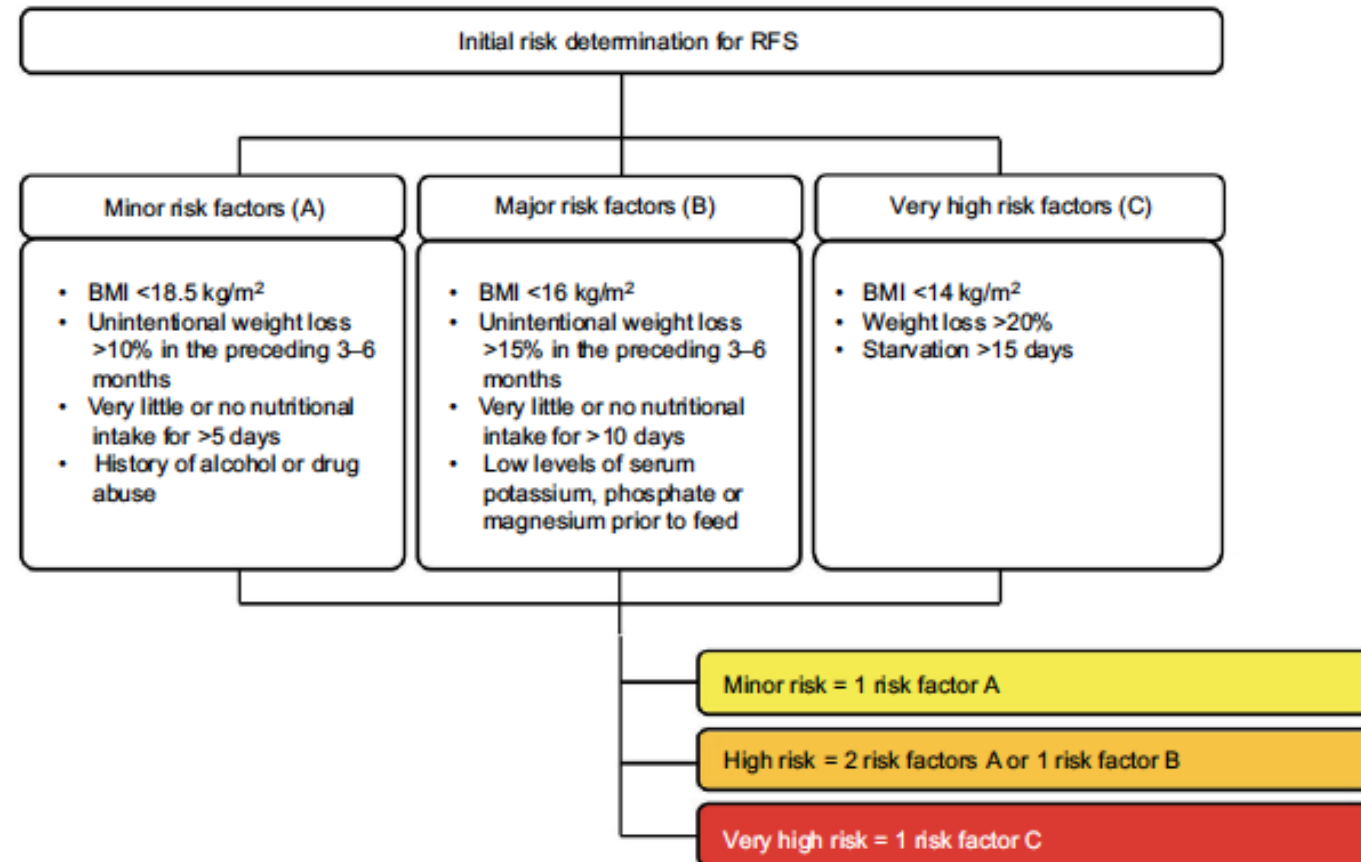 Initial risk determination for RFS
Minor risk factors (A)
• BMI <18.5 kg/m²
• Unintentional weight loss
>10% in the preceding 3–6
months
• Very little or no nutritional
intake for >5 days
• History of alcohol or drug
abuse
Major risk factors (B)
• BMI <16 kg/m²
• Unintentional weight loss
>15% in the preceding 3–6
months
• Very little or no nutritional
intake for >10 days
• Low levels of serum
potassium, phosphate or
magnesium prior to feed
Very high risk factors (C)
• BMI <14 kg/m²
• Weight loss >20%
• Starvation >15 days
Minor risk = 1 risk factor A
High risk = 2 risk factors A or 1 risk factor B
Very high risk = 1 risk factor C